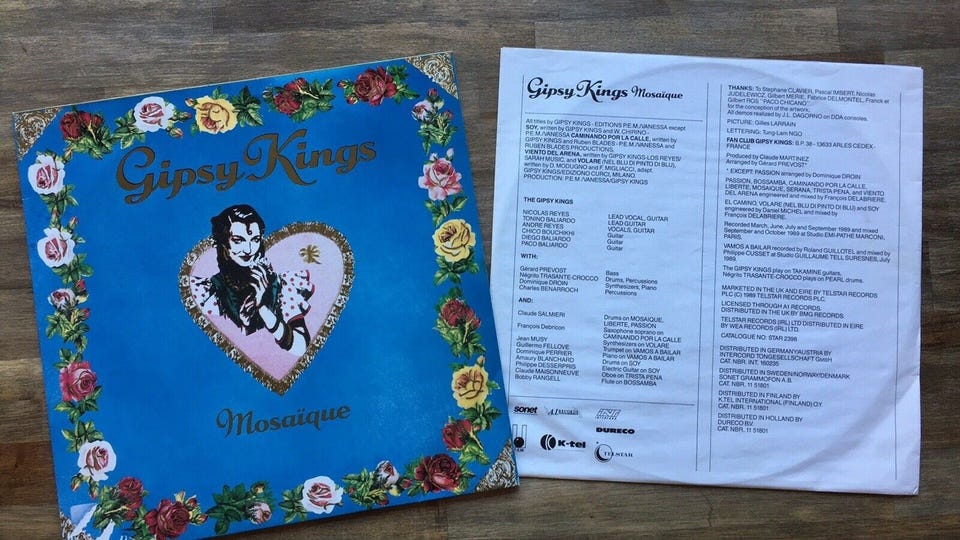 Gipsy Kings
Mosaïque
Gipsy Kings Mosaïque
All titles by GIPSY KINGS - EDITIONS P.E.M./VANESSA except
SOY, written by GIPSY KINGS and W. CHIRINO -
P.E.M./VANESSA CAMINANDO POR LA CALLE, written by
GIPSY KINGS and Ruben BLADES - P.E.M./VANESSA and
RUBEN BLADES PRODUCTIONS,
VIENTO DEL ARENA, written by GIPSY KINGS-LOS REYES/
SARAH MUSIC, and VOLARE (NEL BLU DI PINTO DI BLU),
written by D. MODUGNO and F. MIGLIACCI, adapt.
GIPSY KINGS/EDIZIONO CURCI, MILANO.
PRODUCTION: P.E.M./VANESSA/GIPSY KINGS
THE GIPSY KINGS
NICOLAS REYES LEAD VOCAL, GUITAR
TONINO BALIARDO LEAD GUITAR
ANDRE REYES VOCALS, GUITAR
CHICO BOUCHIKHI Guitar
DIEGO BALIARDO Guitar
PACO BALIARDO Guitar
WITH:
Gérard PREVOST Bass
Négrito TRASANTE-CROCCO Drums, Percussions
Dominique DROIN Synthesizers, Piano
Charles BENARROCH Percussions
AND:
Claude SALMIERI Drums on MOSAIQUE,
LIBERTE, PASSION
François Debricon Saxophone soprano on
CAMINANDO POR LA CALLE
Jean MUSY Synthesizers on VOLARE
Guillermo FELLOVE Trumpet on VAMOS A BAILAR
Dominique PERRIER Piano on VAMOS A BAILAR
Amaury BLANCHARD Drums on SOY
Philippe DESSERPRIS Electric Guitar on SOY
Claude MAISONNEUVE Oboe on TRISTA PENA
Bobby RANGELL Flute on BOSSAMBA
sonet A1 RECORDS
DURECO
K-tel
TELSTAR
THANKS: To Stephane CLAVIER, Pascal IMBERT, Nicolas
JUDELEWICZ, Gilbert MERIE, Fabrice DELMONTEL, Franck et
Gilbert ROS "PACO CHICANO"
for the conception of the artwork;
All demos realized by J.L. DAGORNO on DDA consoles.
PICTURE: Gilles LARRAIN
LETTERING: Tung-Lam NGO
FAN CLUB GIPSY KINGS: B.P. 38 - 13633 ARLES CEDEX-
FRANCE
Produced by Claude MARTINEZ
Arranged by Gérard PREVOST*
* EXCEPT: PASSION arranged by Dominique DROIN
PASSION, BOSSAMBA, CAMINANDO POR LA CALLE,
LIBERTE, MOSAIQUE, SERANA, TRISTA PENA, and VIENTO
DEL ARENA engineered and mixed by François DELABRIERE.
EL CAMINO, VOLARE (NEL BLU DI PINTO DI BLU) and SOY
engineered by Daniel MICHEL and mixed by
François DELABRIERE.
Recorded March, June, July and September 1989 and mixed
September and October 1989 at Studio EMI-PATHE MARCONI,
PARIS.
VAMOS A BAILAR recorded by Roland GUILLOTEL and mixed by
Philippe CUSSET at Studio GUILLAUME TELL SURESNES, July
1989
The GIPSY KINGS play on TAKAMINE guitars,
Négrito TRASANTE-CROCCO plays on PEARL drums.
MARKETED IN THE UK AND EIRE BY TELSTAR RECORDS
PLC (C) 1989 TELSTAR RECORDS PLC.
LICENSED THROUGH A1 RECORDS.
DISTRIBUTED IN THE UK BY BMG RECORDS
TELSTAR RECORDS (IRL) LTD DISTRIBUTED IN EIRE
BY WEA RECORDS (IRL) LTD.
CATALOGUE NO: STAR 2398
DISTRIBUTED IN GERMANY/AUSTRIA BY
INTERCORD TONGESELLSCHAFT GmbH
CAT. NBR. INT. 160295
DISTRIBUTED IN SWEDEN/NORWAY/DENMARK
SONET GRAMMOFON A.B.
CAT. NBR. 11 51801
DISTRIBUTED IN FINLAND BY
K.TEL INTERNATIONAL (FINLAND) O.Y.
CAT. NBR. 11 51801
DISTRIBUTED IN HOLLAND BY
DURECO B.V.
CAT. NBR. 11 51801